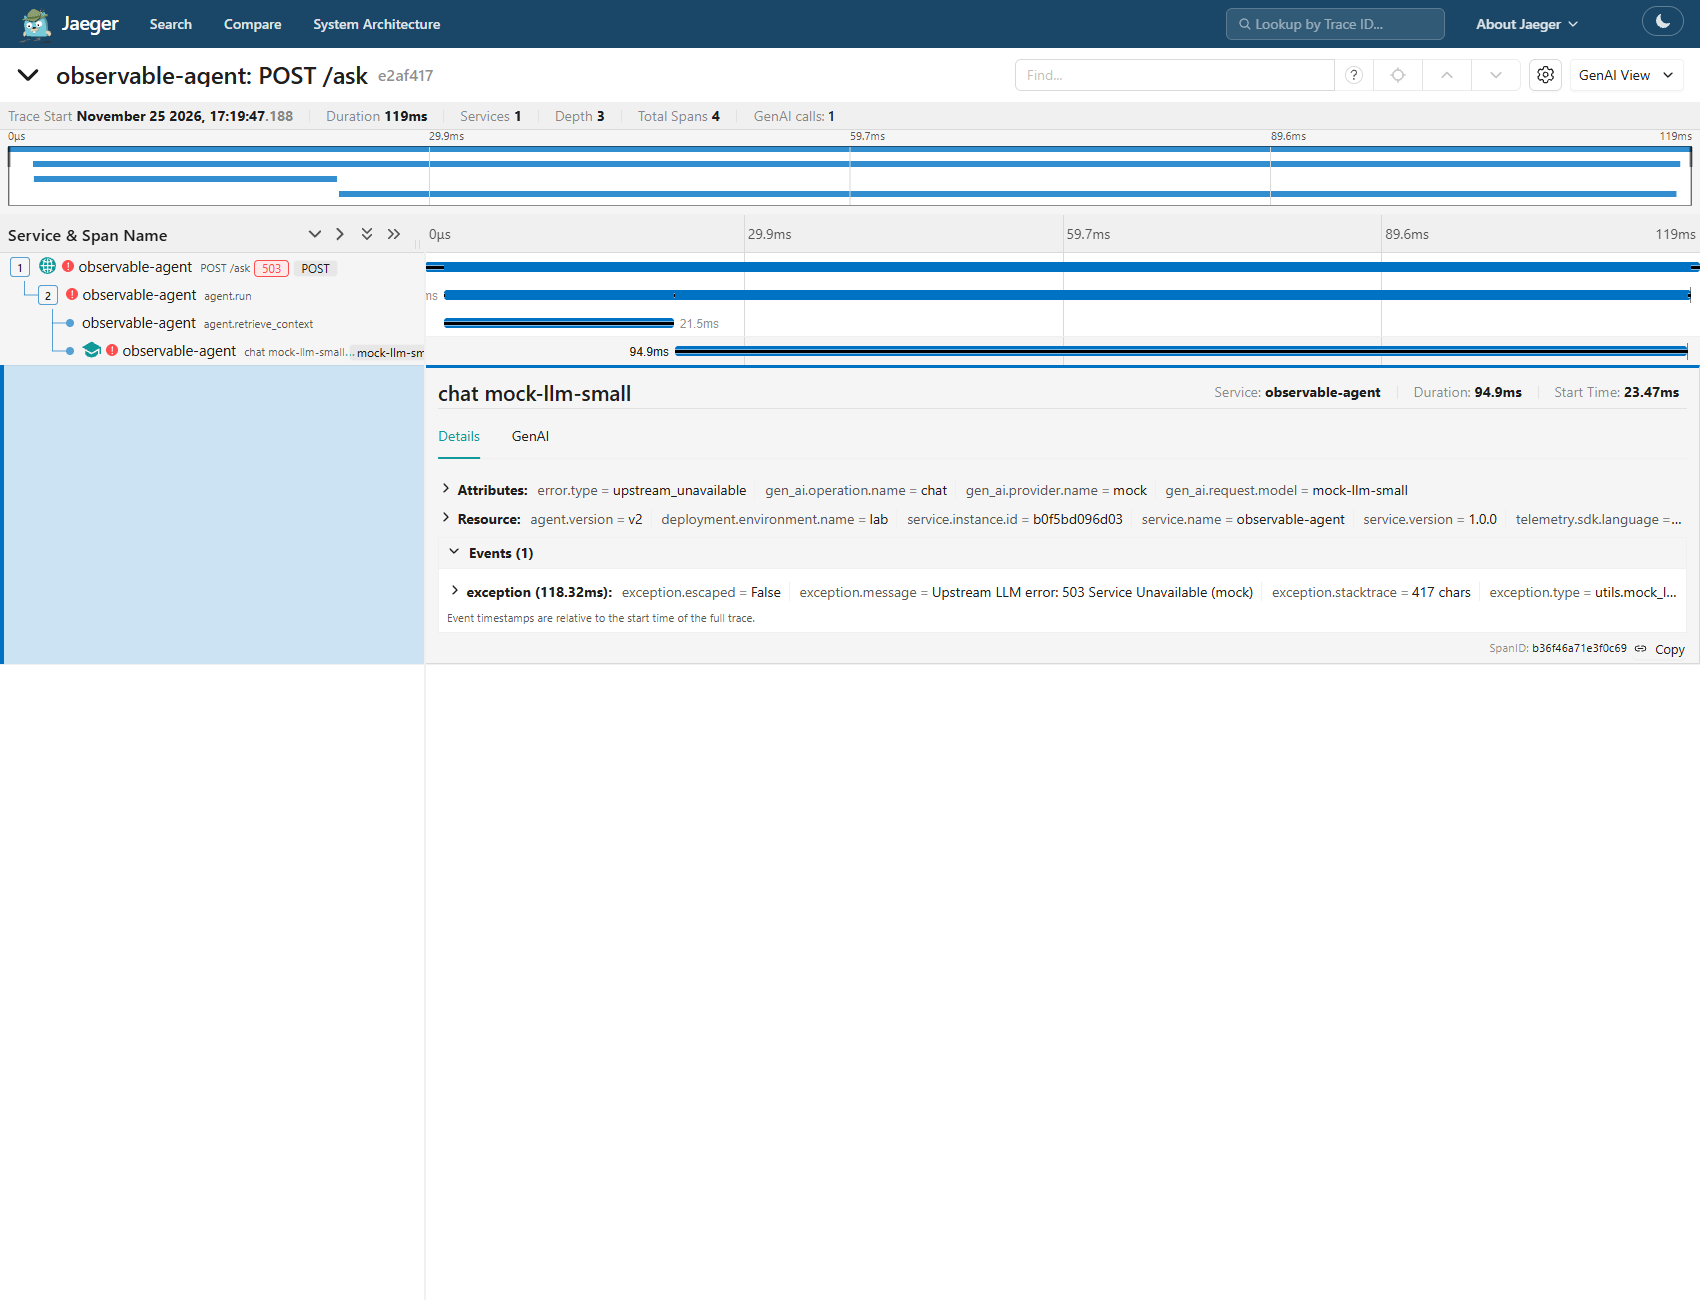 Jaeger Search Compare System Architecture Lookup by Trace ID... About Jaeger
observable-agent: POST /ask e2af417 Find... ? GenAI View
Trace Start November 25 2026, 17:19:47.188 Duration 119ms Services 1 Depth 3 Total Spans 4 GenAI calls: 1
0μs 29.9ms 59.7ms 89.6ms 119ms
Service & Span Name 0μs 29.9ms 59.7ms 89.6ms 119ms
1 observable-agent POST /ask 503 POST
2 observable-agent agent.run ms
observable-agent agent.retrieve_context 21.5ms
observable-agent chat mock-llm-small... mock-llm-sm 94.9ms
chat mock-llm-small Service: observable-agent Duration: 94.9ms Start Time: 23.47ms
Details GenAI
Attributes: error.type = upstream_unavailable gen_ai.operation.name = chat gen_ai.provider.name = mock gen_ai.request.model = mock-llm-small
Resource: agent.version = v2 deployment.environment.name = lab service.instance.id = b0f5bd096d03 service.name = observable-agent service.version = 1.0.0 telemetry.sdk.language =...
Events (1)
exception (118.32ms): exception.escaped = False exception.message = Upstream LLM error: 503 Service Unavailable (mock) exception.stacktrace = 417 chars exception.type = utils.mock_l...
Event timestamps are relative to the start time of the full trace.
SpanID: b36f46a71e3f0c69 Copy